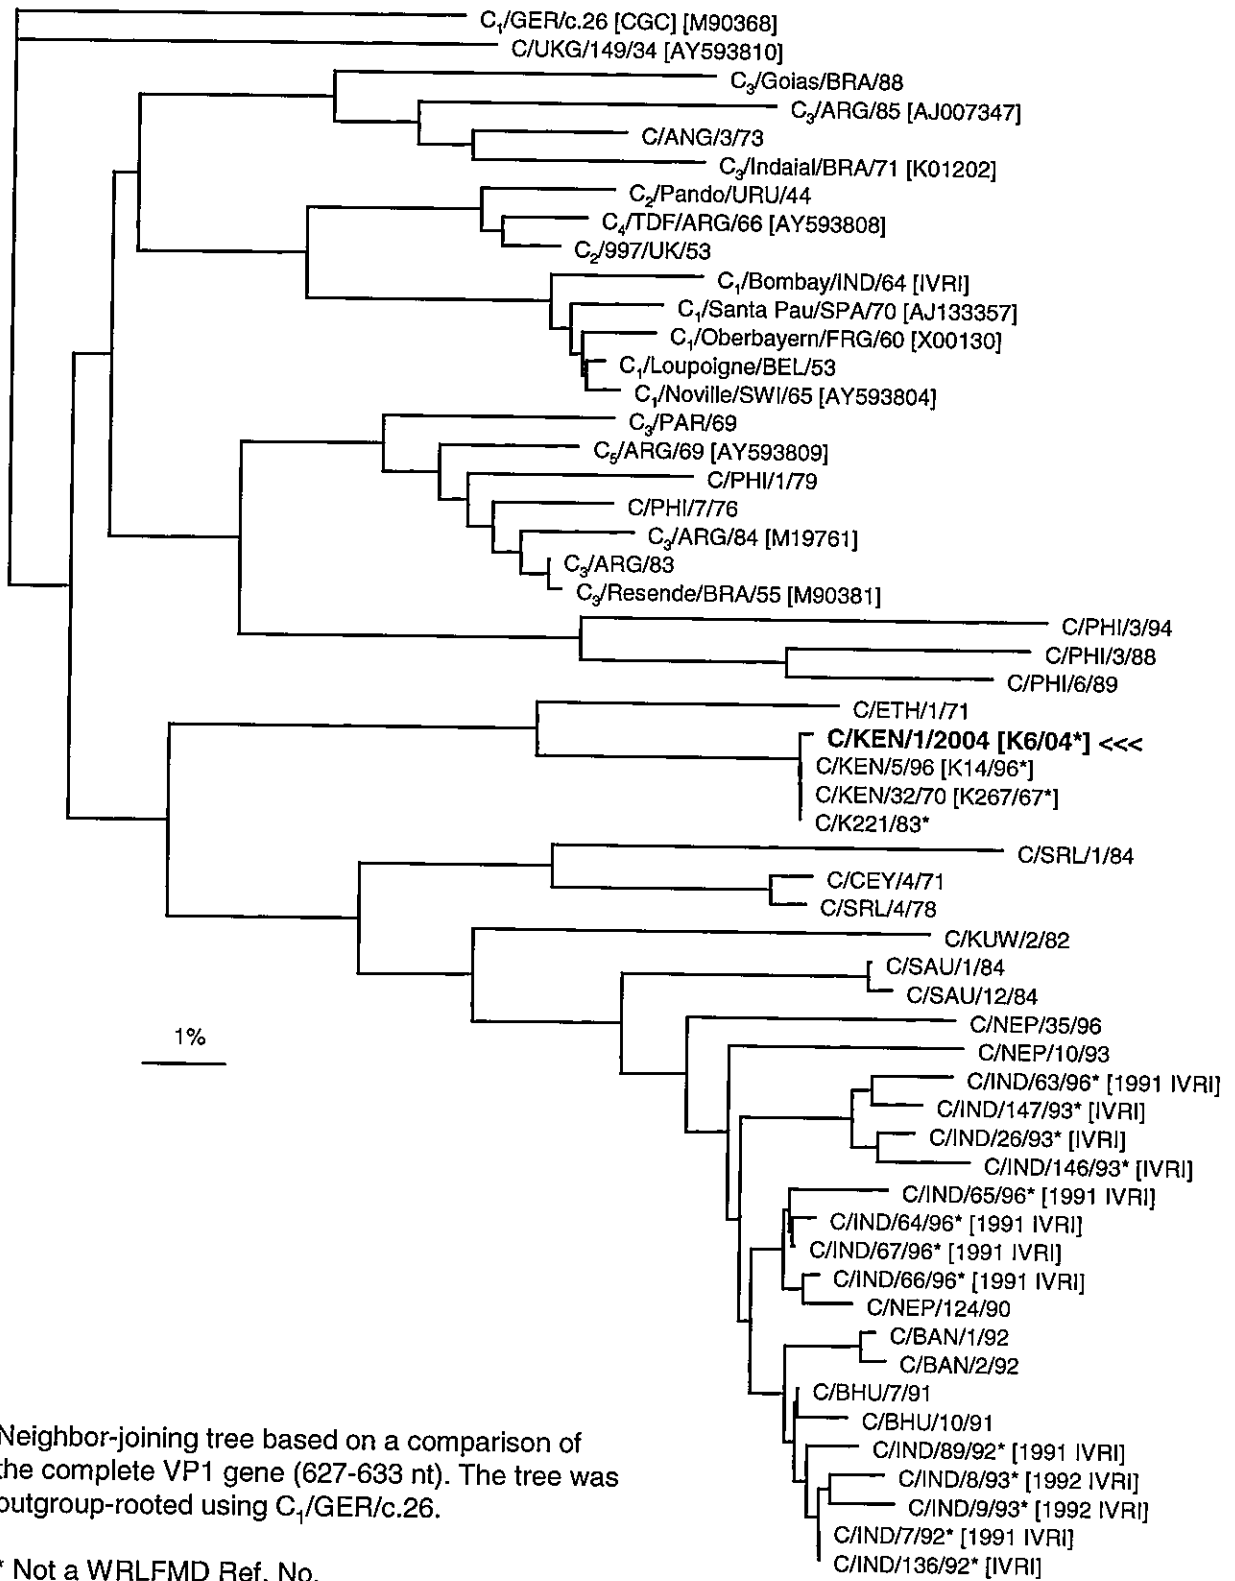 C₁/GER/c.26 [CGC] [M90368]
C/UKG/149/34 [AY593810]
C₃/Goias/BRA/88
C₃/ARG/85 [AJ007347]
C/ANG/3/73
C₃/Indaial/BRA/71 [K01202]
C₂/Pando/URU/44
C₄/TDF/ARG/66 [AY593808]
C₂/997/UK/53
C₁/Bombay/IND/64 [IVRI]
C₁/Santa Pau/SPA/70 [AJ133357]
C₁/Oberbayern/FRG/60 [X00130]
C₁/Loupoigne/BEL/53
C₁/Noville/SWI/65 [AY593804]
C₃/PAR/69
C₅/ARG/69 [AY593809]
C/PHI/1/79
C/PHI/7/76
C₃/ARG/84 [M19761]
C₃/ARG/83
C₃/Resende/BRA/55 [M90381]
C/PHI/3/94
C/PHI/3/88
C/PHI/6/89
C/ETH/1/71
C/KEN/1/2004 [K6/04*] <<<
C/KEN/5/96 [K14/96*]
C/KEN/32/70 [K267/67*]
C/K221/83*
C/SRL/1/84
C/CEY/4/71
C/SRL/4/78
C/KUW/2/82
C/SAU/1/84
C/SAU/12/84
C/NEP/35/96
1%
C/NEP/10/93
C/IND/63/96* [1991 IVRI]
C/IND/147/93* [IVRI]
C/IND/26/93* [IVRI]
C/IND/146/93* [IVRI]
C/IND/65/96* [1991 IVRI]
C/IND/64/96* [1991 IVRI]
C/IND/67/96* [1991 IVRI]
C/IND/66/96* [1991 IVRI]
C/NEP/124/90
C/BAN/1/92
C/BAN/2/92
C/BHU/7/91
C/BHU/10/91
C/IND/89/92* [1991 IVRI]
C/IND/8/93* [1992 IVRI]
C/IND/9/93* [1992 IVRI]
C/IND/7/92* [1991 IVRI]
C/IND/136/92* [IVRI]
Neighbor-joining tree based on a comparison of
the complete VP1 gene (627-633 nt). The tree was
outgroup-rooted using C₁/GER/c.26.
* Not a WRLFMD Ref. No.